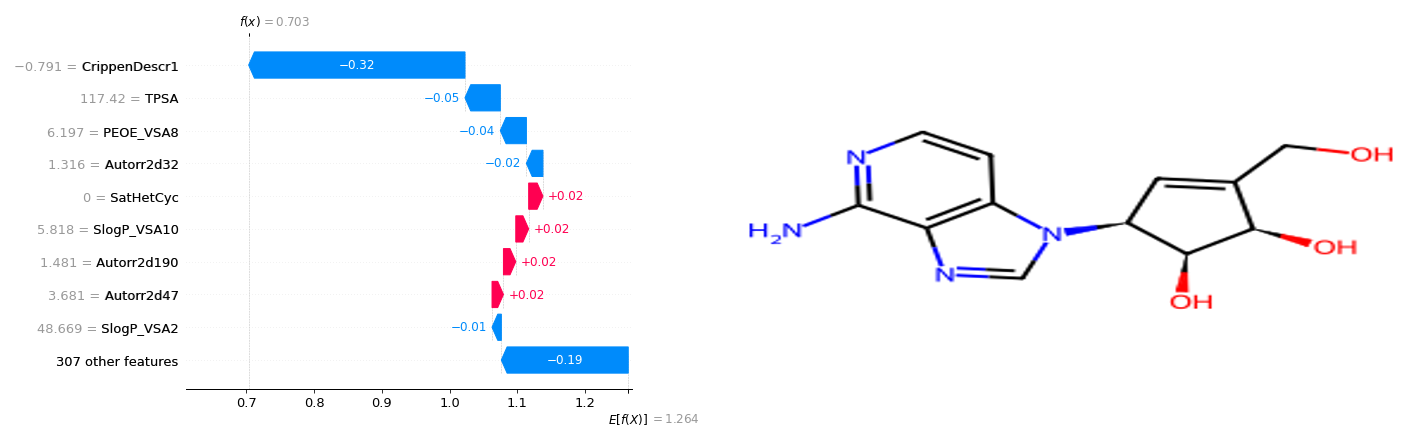 f(x) = 0.703
−0.791 = CrippenDescr1
−0.32
117.42 = TPSA
−0.05
6.197 = PEOE_VSA8
−0.04
1.316 = Autorr2d32
−0.02
0 = SatHetCyc
+0.02
5.818 = SlogP_VSA10
+0.02
1.481 = Autorr2d190
+0.02
3.681 = Autorr2d47
+0.02
48.669 = SlogP_VSA2
−0.01
307 other features
−0.19
0.7 0.8 0.9 1.0 1.1 1.2
E[f(X)] = 1.264
OH
N
H₂N
N
OH
N
OH